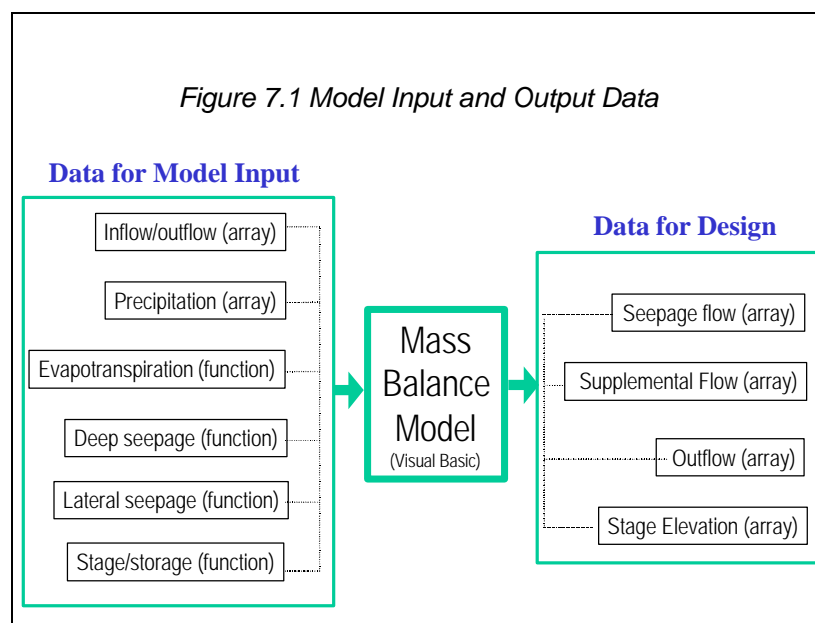 Figure 7.1 Model Input and Output Data
Data for Model Input
Inflow/outflow (array)
Precipitation (array)
Evapotranspiration (function)
Deep seepage (function)
Lateral seepage (function)
Stage/storage (function)
Mass
Balance
Model
(Visual Basic)
Data for Design
Seepage flow (array)
Supplemental Flow (array)
Outflow (array)
Stage Elevation (array)